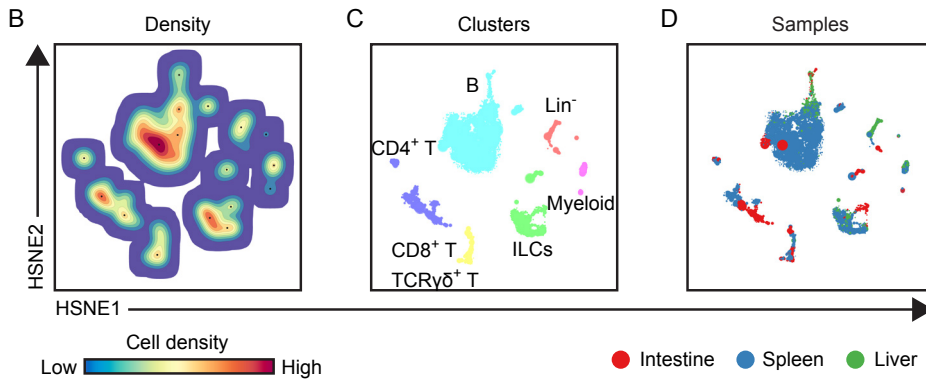 B
Density
C
Clusters
D
Samples
HSNE2
B
Lin⁻
CD4⁺ T
Myeloid
CD8⁺ T
ILCs
TCRγδ⁺ T
HSNE1
Cell density
Low
High
Intestine
Spleen
Liver